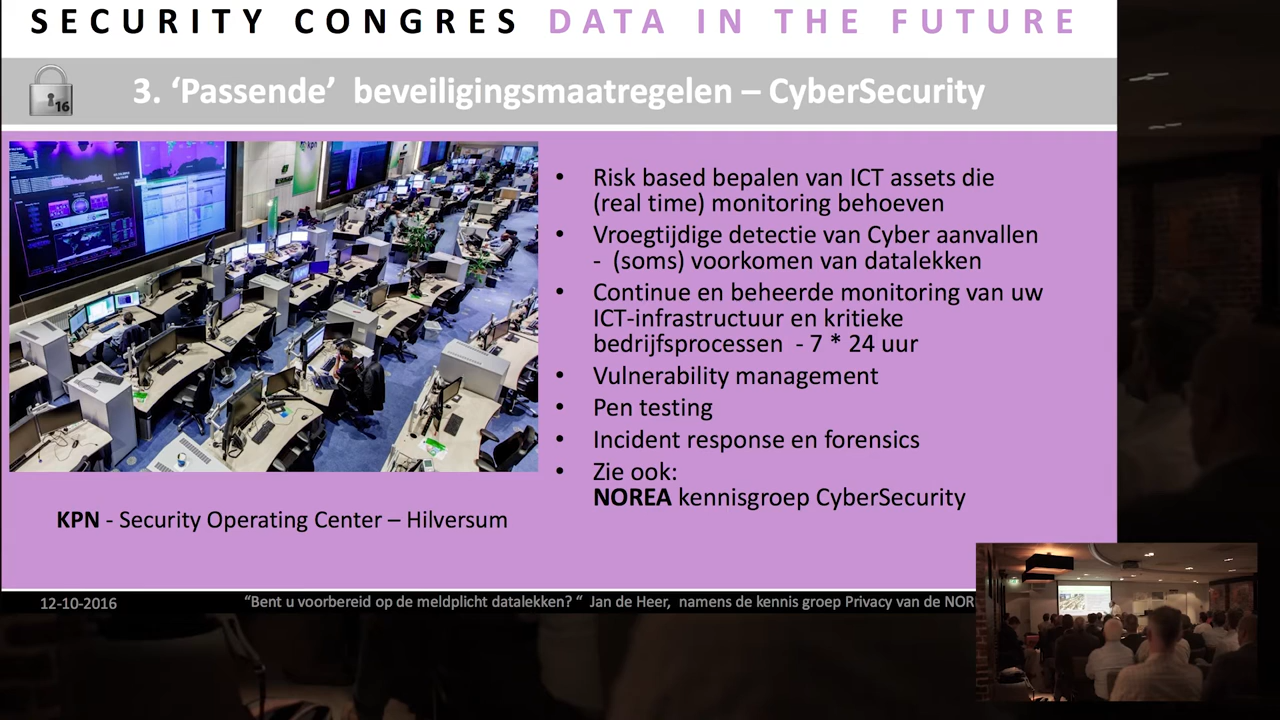 SECURITY CONGRES DATA IN THE FUTURE
16
3. ‘Passende’ beveiligingsmaatregelen – CyberSecurity
kpn
• Risk based bepalen van ICT assets die
(real time) monitoring behoeven
• Vroegtijdige detectie van Cyber aanvallen
- (soms) voorkomen van datalekken
• Continue en beheerde monitoring van uw
ICT-infrastructuur en kritieke
bedrijfsprocessen - 7 * 24 uur
• Vulnerability management
• Pen testing
• Incident response en forensics
• Zie ook:
NOREA kennisgroep CyberSecurity
KPN - Security Operating Center – Hilversum
12-10-2016
“Bent u voorbereid op de meldplicht datalekken? “ Jan de Heer, namens de kennis groep Privacy van de NOR